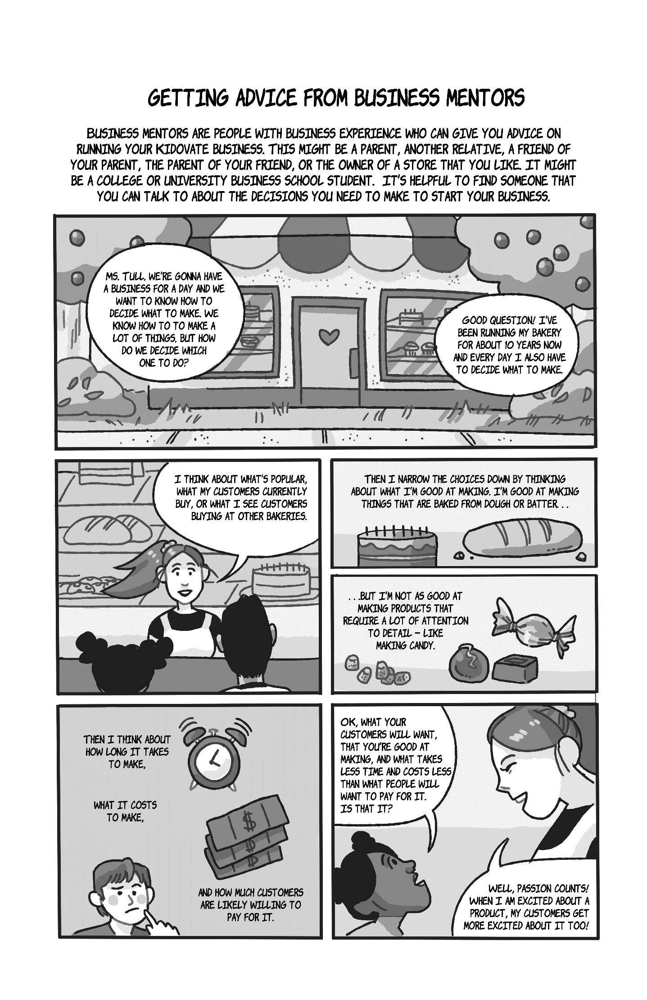 GETTING ADVICE FROM BUSINESS MENTORS
BUSINESS MENTORS ARE PEOPLE WITH BUSINESS EXPERIENCE WHO CAN GIVE YOU ADVICE ON
RUNNING YOUR KIDOVATE BUSINESS. THIS MIGHT BE A PARENT, ANOTHER RELATIVE, A FRIEND OF
YOUR PARENT, THE PARENT OF YOUR FRIEND, OR THE OWNER OF A STORE THAT YOU LIKE. IT MIGHT
BE A COLLEGE OR UNIVERSITY BUSINESS SCHOOL STUDENT. IT'S HELPFUL TO FIND SOMEONE THAT
YOU CAN TALK TO ABOUT THE DECISIONS YOU NEED TO MAKE TO START YOUR BUSINESS.
MS. TULL, WE'RE GONNA HAVE
A BUSINESS FOR A DAY AND WE
WANT TO KNOW HOW TO
DECIDE WHAT TO MAKE. WE
KNOW HOW TO TO MAKE A
LOT OF THINGS, BUT HOW
DO WE DECIDE WHICH
ONE TO DO?
GOOD QUESTION! I'VE
BEEN RUNNING MY BAKERY
FOR ABOUT 10 YEARS NOW
AND EVERY DAY I ALSO HAVE
TO DECIDE WHAT TO MAKE.
I THINK ABOUT WHAT'S POPULAR,
WHAT MY CUSTOMERS CURRENTLY
BUY, OR WHAT I SEE CUSTOMERS
BUYING AT OTHER BAKERIES.
THEN I NARROW THE CHOICES DOWN BY THINKING
ABOUT WHAT I'M GOOD AT MAKING. I'M GOOD AT MAKING
THINGS THAT ARE BAKED FROM DOUGH OR BATTER. . .
. . .BUT I'M NOT AS GOOD AT
MAKING PRODUCTS THAT
REQUIRE A LOT OF ATTENTION
TO DETAIL – LIKE
MAKING CANDY.
THEN I THINK ABOUT
HOW LONG IT TAKES
TO MAKE,
WHAT IT COSTS
TO MAKE,
$
$
$
AND HOW MUCH CUSTOMERS
ARE LIKELY WILLING TO
PAY FOR IT.
OK, WHAT YOUR
CUSTOMERS WILL WANT,
THAT YOU'RE GOOD AT
MAKING, AND WHAT TAKES
LESS TIME AND COSTS LESS
THAN WHAT PEOPLE WILL
WANT TO PAY FOR IT.
IS THAT IT?
WELL, PASSION COUNTS!
WHEN I AM EXCITED ABOUT A
PRODUCT, MY CUSTOMERS GET
MORE EXCITED ABOUT IT TOO!